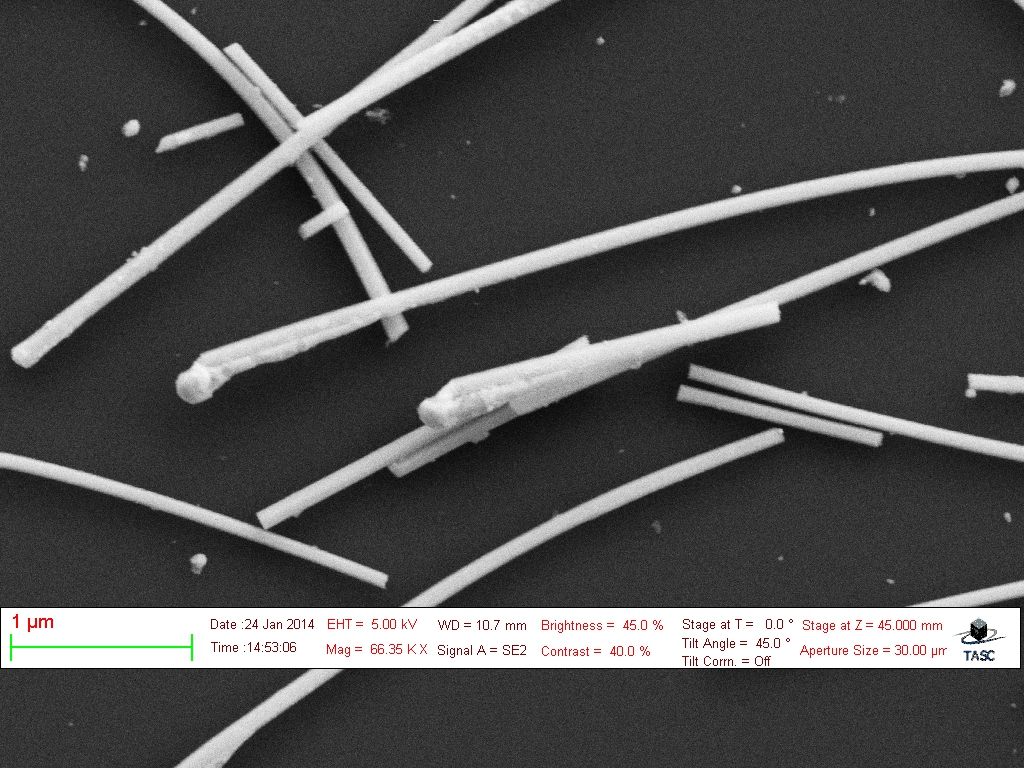 1 µm
Date :24 Jan 2014
Time :14:53:06
EHT = 5.00 kV
Mag = 66.35 K X
WD = 10.7 mm
Signal A = SE2
Brightness = 45.0 %
Contrast = 40.0 %
Stage at T = 0.0 °
Tilt Angle = 45.0 °
Tilt Corrn. = Off
Stage at Z = 45.000 mm
Aperture Size = 30.00 µm
TASC